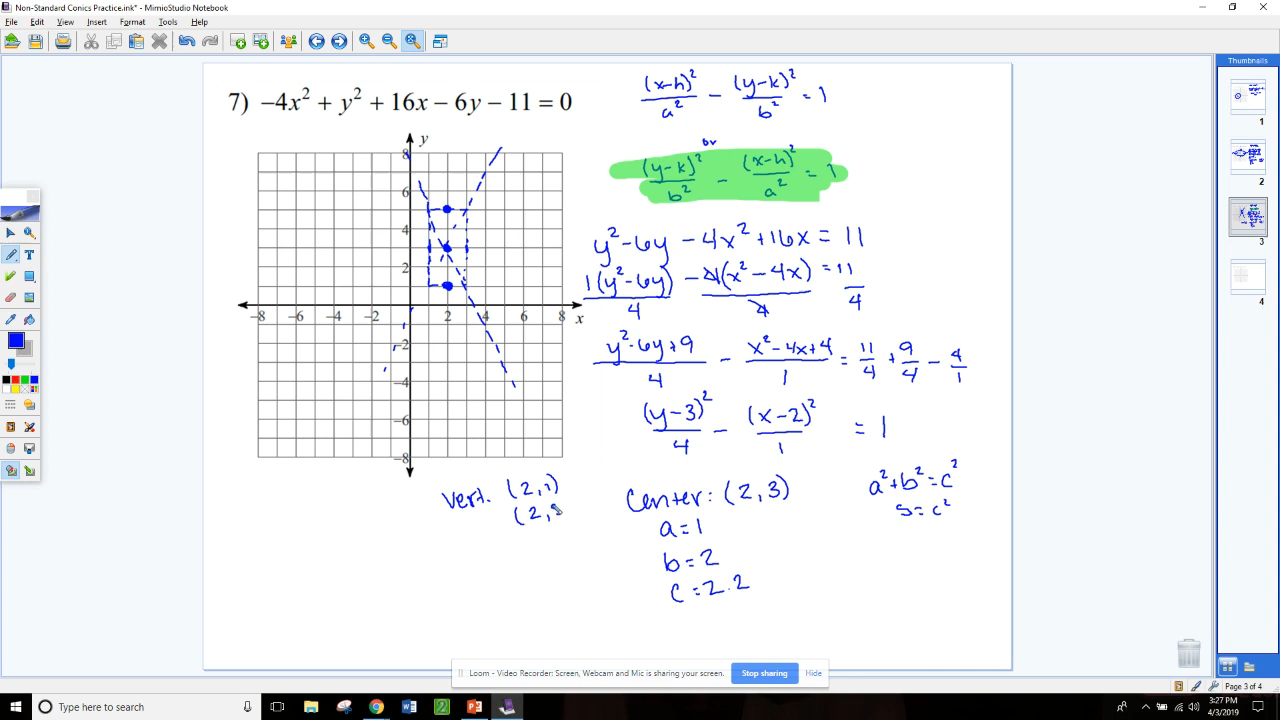 Non-Standard Conics Practice.ink* - MimioStudio Notebook
File Edit View Insert Format Tools Help
Thumbnails
7) −4x² + y² + 16x − 6y − 11 = 0
(x-h)²/a² − (y-k)²/b² = 1
or
(y-k)²/b² − (x-h)²/a² = 1
y
8
6
4
2
−8 −6 −4 −2 2 4 6 8 x
−2
−4
−6
−8
y² - 6y - 4x² + 16x = 11
1(y² - 6y)/4 - 4(x² - 4x)/4 = 11/4
y² - 6y + 9/4 − x² - 4x + 4/1 = 11/4 + 9/4 − 4/1
(y-3)²/4 − (x-2)²/1 = 1
vert. (2,1)
(2,5
Center: (2,3)
a = 1
b = 2
c = 2.2
a² + b² = c²
5 = c²
1
2
3
4
Loom - Video Recorder: Screen, Webcam and Mic is sharing your screen. Stop sharing Hide
Page 3 of 4
Type here to search
3:27 PM
4/3/2019